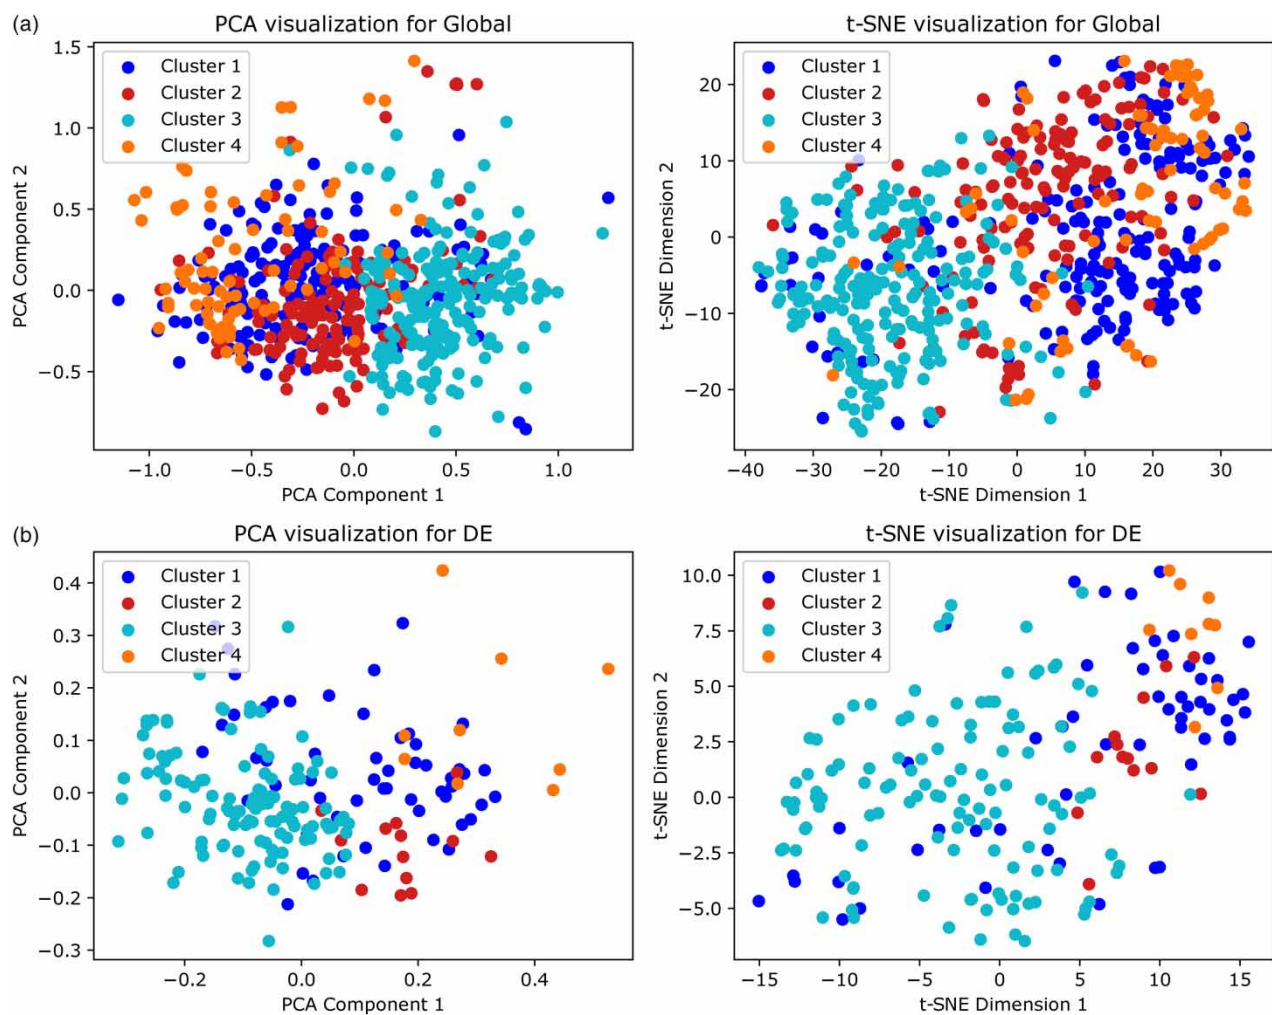 (a)
PCA visualization for Global
Cluster 1
Cluster 2
Cluster 3
Cluster 4
1.5
1.0
0.5
0.0
−0.5
PCA Component 2
−1.0 −0.5 0.0 0.5 1.0
PCA Component 1
t-SNE visualization for Global
Cluster 1
Cluster 2
Cluster 3
Cluster 4
20
10
0
−10
−20
t-SNE Dimension 2
−40 −30 −20 −10 0 10 20 30
t-SNE Dimension 1
(b)
PCA visualization for DE
Cluster 1
Cluster 2
Cluster 3
Cluster 4
0.4
0.3
0.2
0.1
0.0
−0.1
−0.2
−0.3
PCA Component 2
−0.2 0.0 0.2 0.4
PCA Component 1
t-SNE visualization for DE
Cluster 1
Cluster 2
Cluster 3
Cluster 4
10.0
7.5
5.0
2.5
0.0
−2.5
−5.0
t-SNE Dimension 2
−15 −10 −5 0 5 10 15
t-SNE Dimension 1